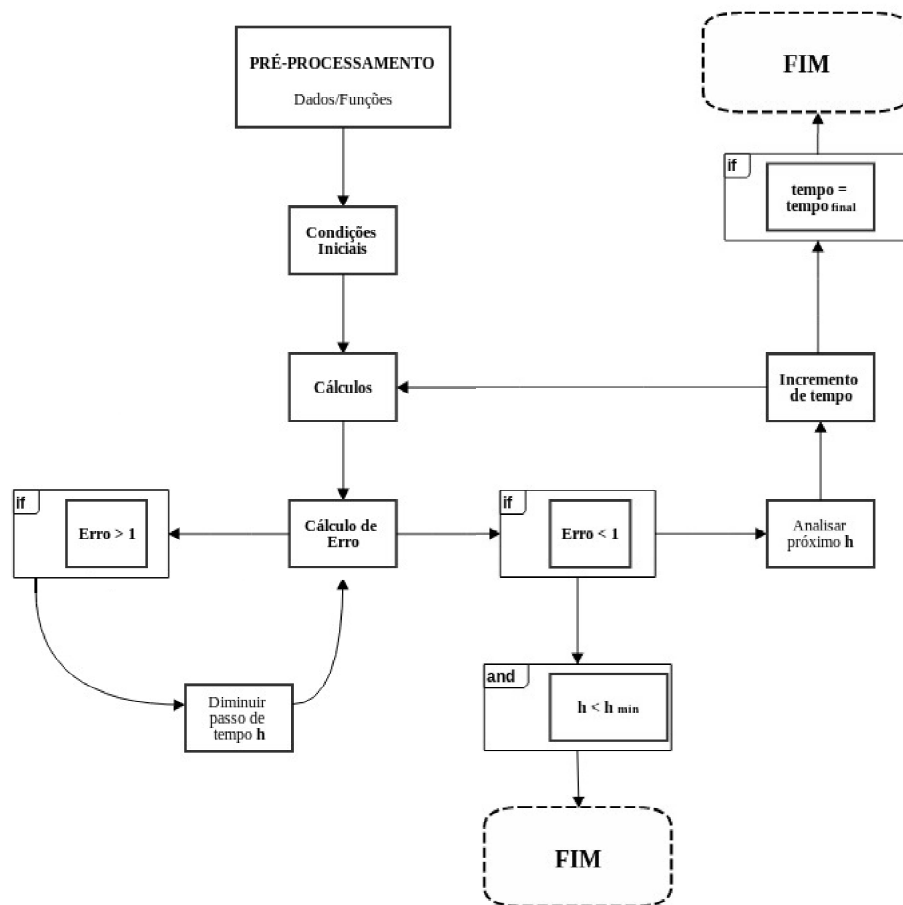 PRÉ-PROCESSAMENTO
Dados/Funções
FIM
if
tempo =
tempo final
Condições
Iniciais
Cálculos
Incremento
de tempo
if
Erro > 1
Cálculo de
Erro
if
Erro < 1
Analisar
próximo h
Diminuir
passo de
tempo h
and
h < h min
FIM